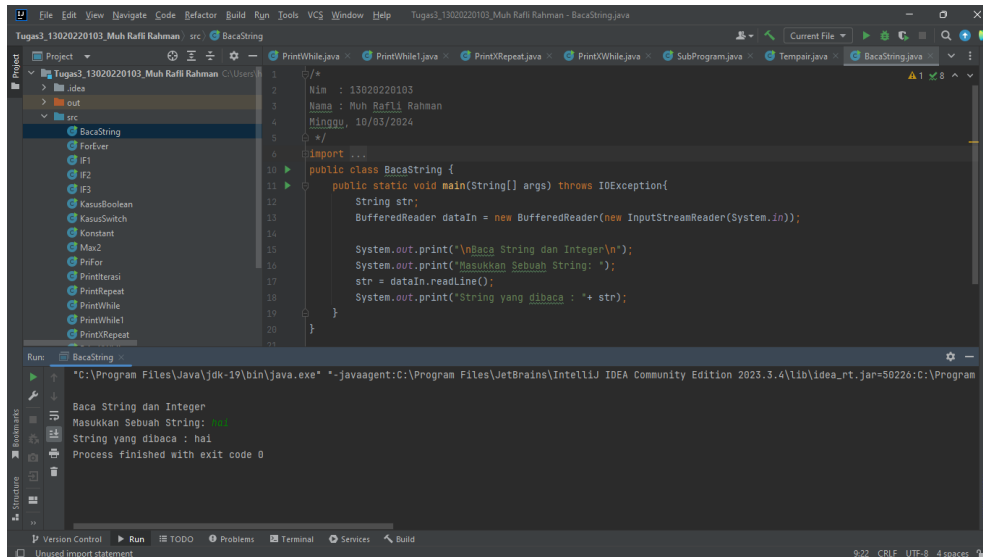 File Edit View Navigate Code Refactor Build Run Tools VCS Window Help Tugas3_13020220103_Muh Rafli Rahman - BacaString.java
Tugas3_13020220103_Muh Rafli Rahman src BacaString Current File
Project PrintWhile.java PrintWhile1.java PrintXRepeat.java PrintXWhile.java SubProgram.java Tempair.java BacaString.java
Tugas3_13020220103_Muh Rafli Rahman C:\Users\
.idea
out
src
BacaString
ForEver
IF1
IF2
IF3
KasusBoolean
KasusSwitch
Konstant
Max2
PriFor
PrintIterasi
PrintRepeat
PrintWhile
PrintWhile1
PrintXRepeat
1 /*
2 Nim : 13020220103
3 Nama : Muh Rafli Rahman
4 Minggu, 10/03/2024
5 */
6 import ...
10 public class BacaString {
11 public static void main(String[] args) throws IOException{
12 String str;
13 BufferedReader dataIn = new BufferedReader(new InputStreamReader(System.in));
14
15 System.out.print("\nBaca String dan Integer\n");
16 System.out.print("Masukkan Sebuah String: ");
17 str = dataIn.readLine();
18 System.out.print("String yang dibaca : "+ str);
19 }
20 }
21
1 8
Run: BacaString
"C:\Program Files\Java\jdk-19\bin\java.exe" "-javaagent:C:\Program Files\JetBrains\IntelliJ IDEA Community Edition 2023.3.4\lib\idea_rt.jar=50226:C:\Program
Baca String dan Integer
Masukkan Sebuah String: hai
String yang dibaca : hai
Process finished with exit code 0
Project
Bookmarks
Structure
Version Control Run TODO Problems Terminal Services Build
Unused import statement 9:22 CRLF UTF-8 4 spaces